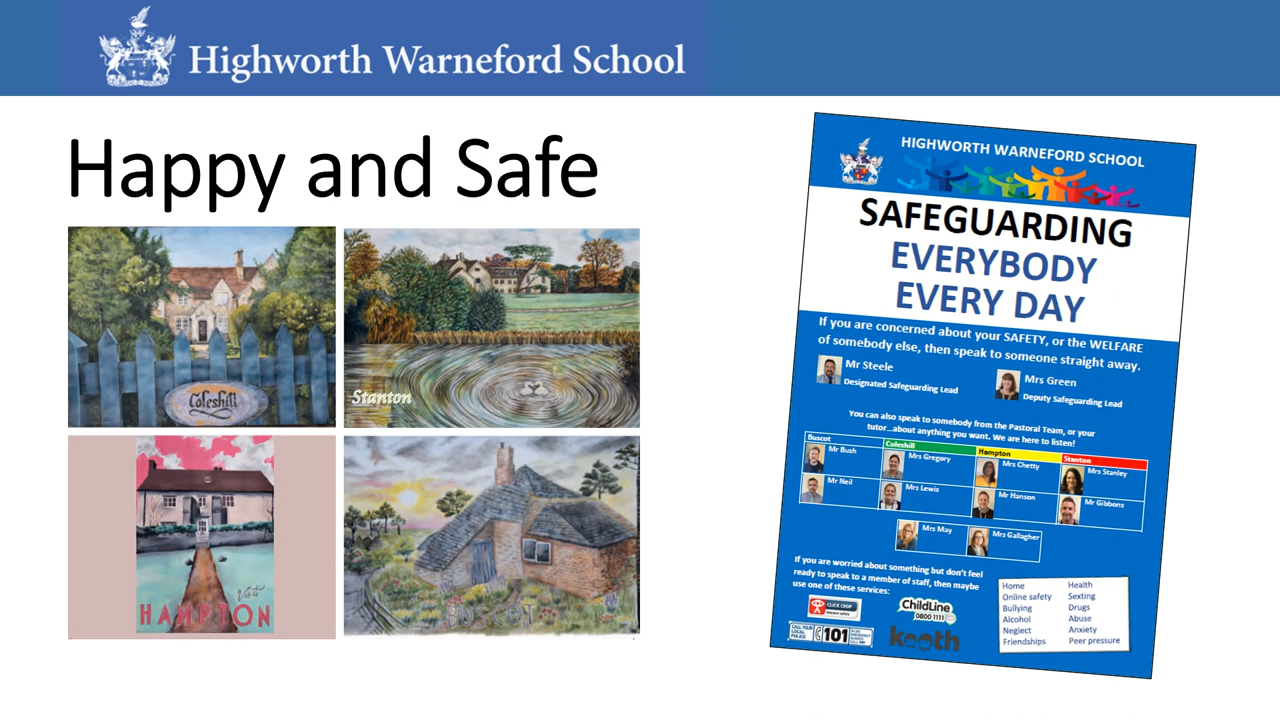 Highworth Warneford School
Happy and Safe
Coleshill
Stanton
Visit
HAMPTON
BUSCOT
HIGHWORTH WARNEFORD SCHOOL
SAFEGUARDING
EVERYBODY
EVERY DAY
If you are concerned about your SAFETY, or the WELFARE
of somebody else, then speak to someone straight away.
Mr Steele
Designated Safeguarding Lead
Mrs Green
Deputy Safeguarding Lead
You can also speak to somebody from the Pastoral Team, or your
tutor...about anything you want. We are here to listen!
Buscot
Coleshill
Hampton
Stanton
Mr Bush
Mrs Gregory
Mrs Chetty
Mrs Stanley
Mr Neil
Mrs Lewis
Mr Hanson
Mr Gibbons
Mrs May
Mrs Gallagher
If you are worried about something but don't feel
ready to speak to a member of staff, then maybe
use one of these services:
CLICK CEOP
ChildLine
0800 1111
CALL YOUR
LOCAL
POLICE
101
kooth
Home
Online safety
Bullying
Alcohol
Neglect
Friendships
Health
Sexting
Drugs
Abuse
Anxiety
Peer pressure